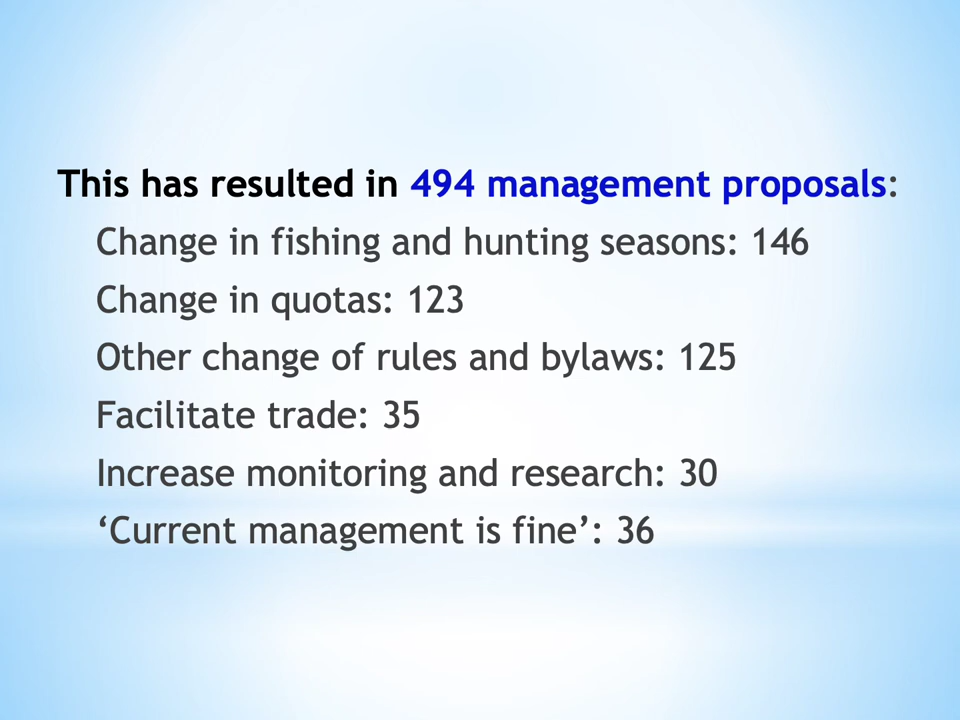 This has resulted in 494 management proposals:
Change in fishing and hunting seasons: 146
Change in quotas: 123
Other change of rules and bylaws: 125
Facilitate trade: 35
Increase monitoring and research: 30
‘Current management is fine’: 36